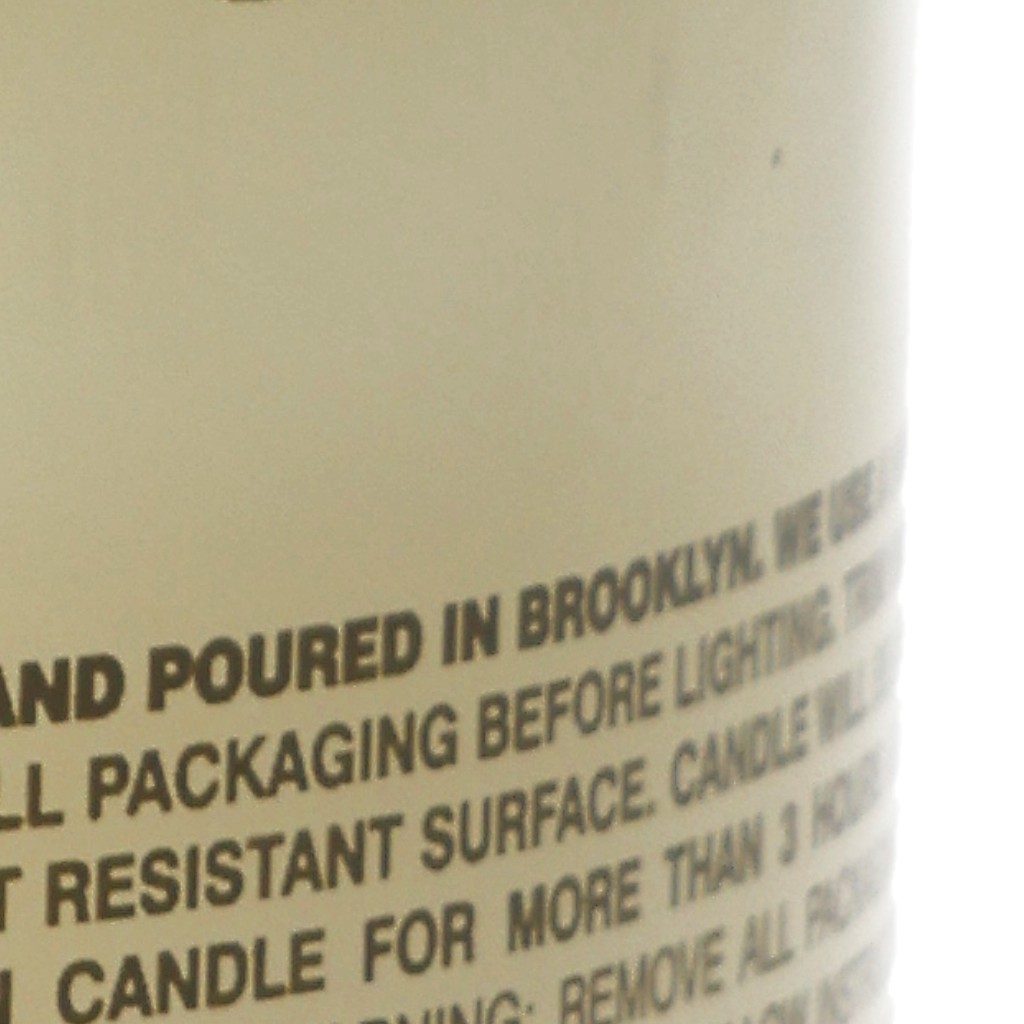 AND POURED IN BROOKLYN. WE USE
LL PACKAGING BEFORE LIGHTING.
T RESISTANT SURFACE. CANDLE WILL
CANDLE FOR MORE THAN 3 HOURS
RNING: REMOVE ALL